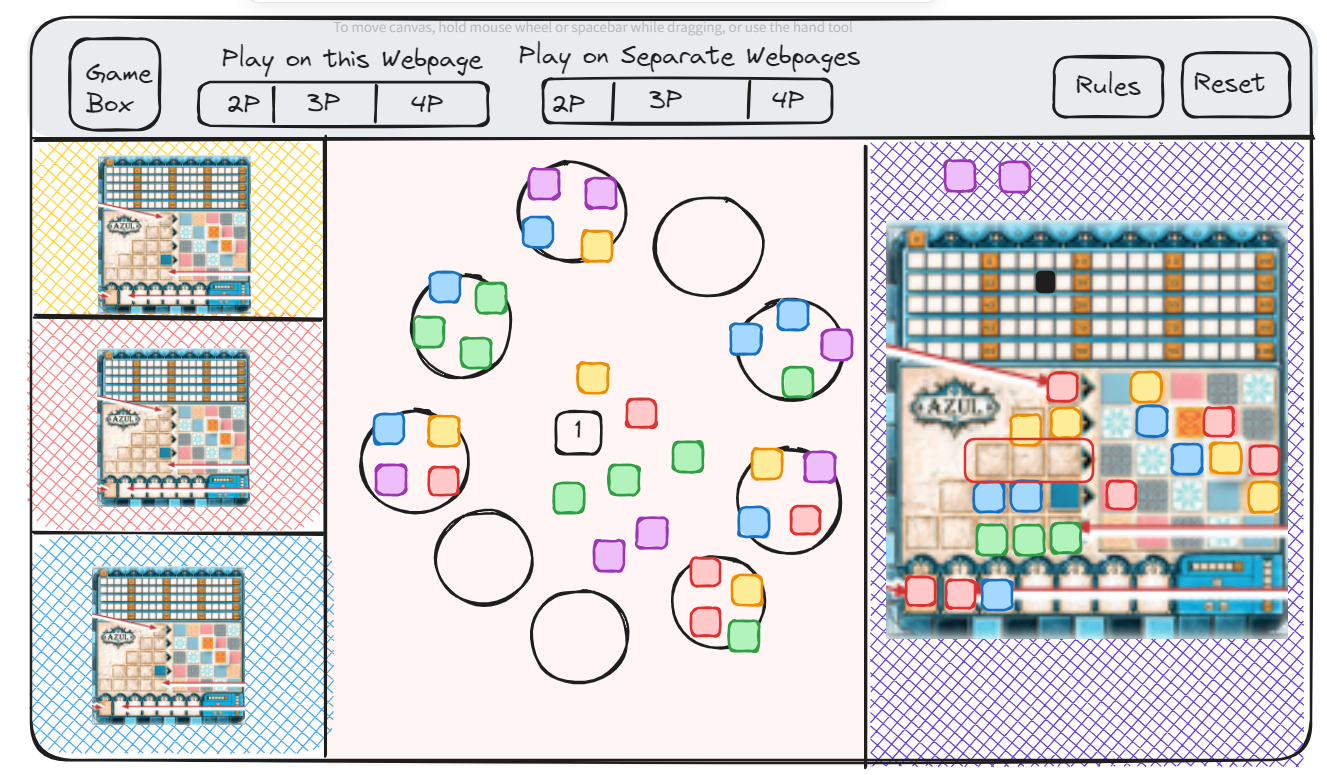 To move canvas, hold mouse wheel or spacebar while dragging, or use the hand tool
Game
Box
Play on this Webpage
2P 3P 4P
Play on Separate Webpages
2P 3P 4P
Rules
Reset
AZUL
AZUL
AZUL
1
AZUL